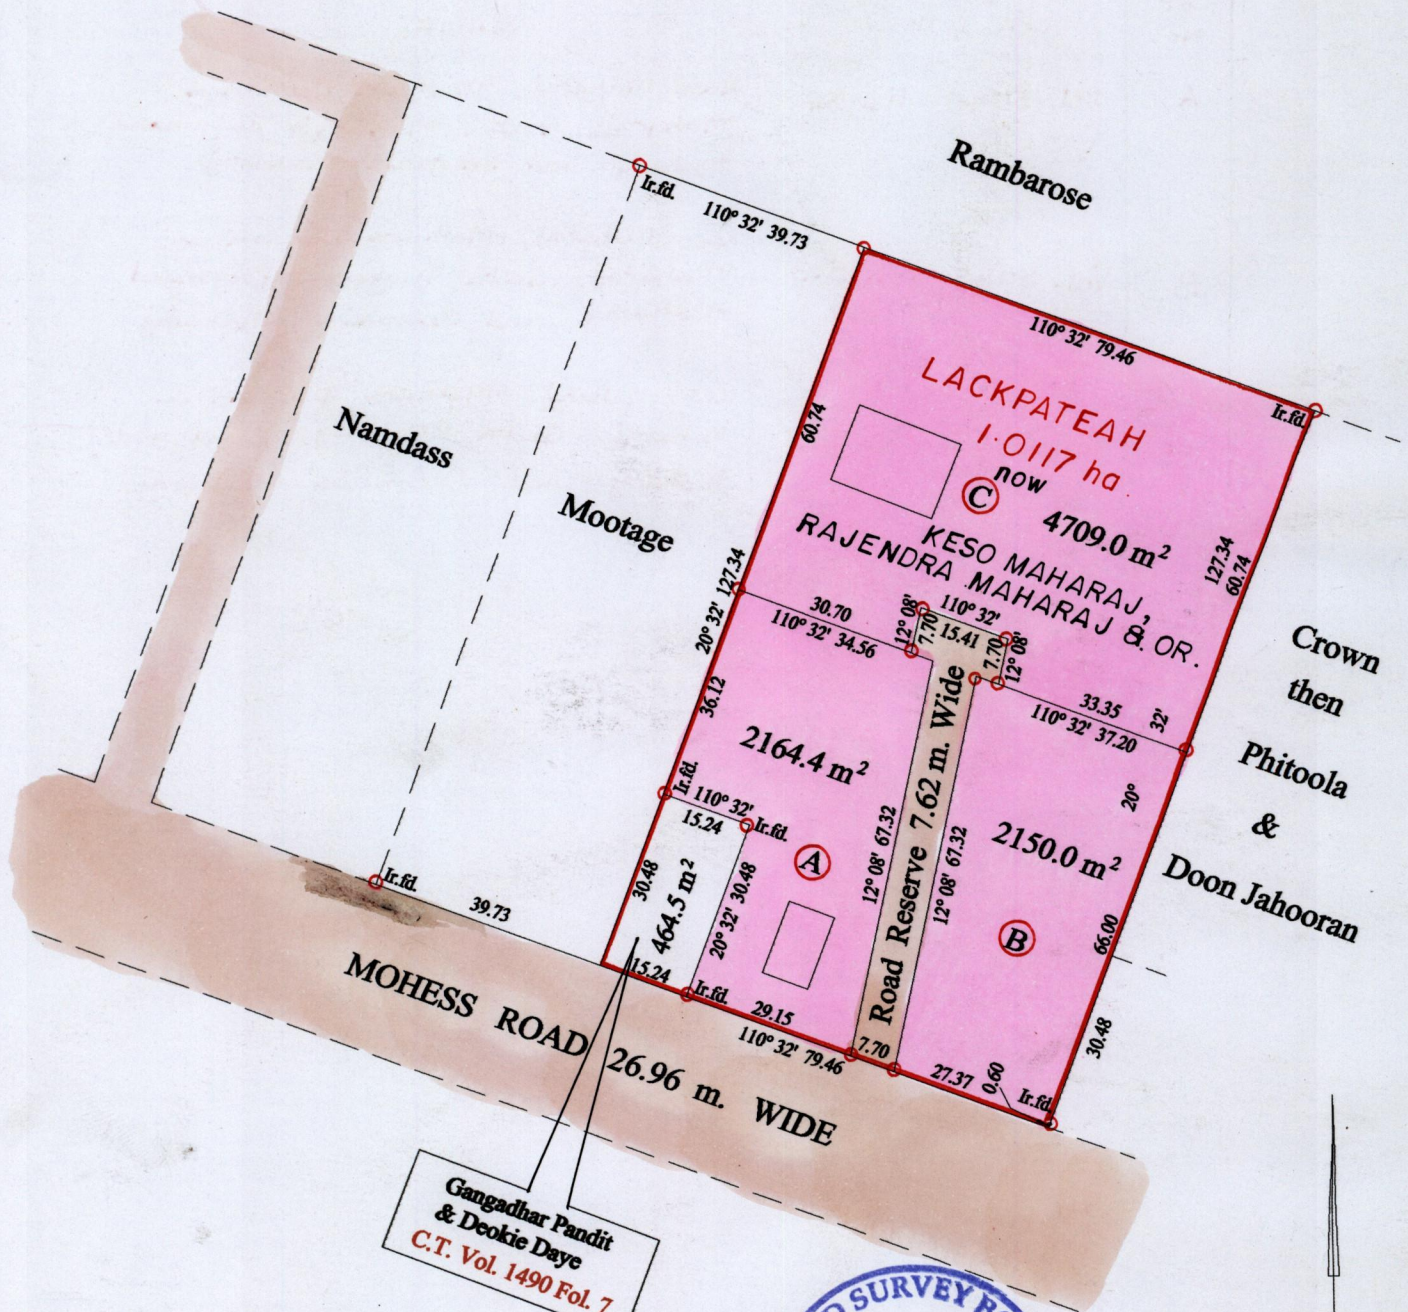 Rambarose
Ir.fd.
110° 32' 39.73
110° 32' 79.46
Ir.fd.
LACKPATEAH
1.0117 ha
now
C
4709.0 m²
KESO MAHARAJ,
RAJENDRA MAHARAJ & OR.
60.74
127.34
60.74
Namdass
Mootage
20° 32' 127.34
30.70
110° 32' 34.56
12° 08'
7.70
110° 32'
15.41
7.70
12° 08'
33.35
110° 32' 37.20
20° 32'
Crown
then
Phitoola
&
Doon Jahooran
36.12
2164.4 m²
Ir.fd.
110° 32'
15.24
Ir.fd.
A
30.48
464.5 m²
20° 32' 30.48
12° 08' 67.32
Road Reserve 7.62 m. Wide
12° 08' 67.32
2150.0 m²
B
66.00
30.48
Ir.fd.
39.73
15.24
Ir.fd.
29.15
110° 32' 79.46
7.70
27.37
0.60
Ir.fd.
MOHESS ROAD 26.96 m. WIDE
Gangadhar Pandit
& Deokie Daye
C.T. Vol. 1490 Fol. 7
SURVEY